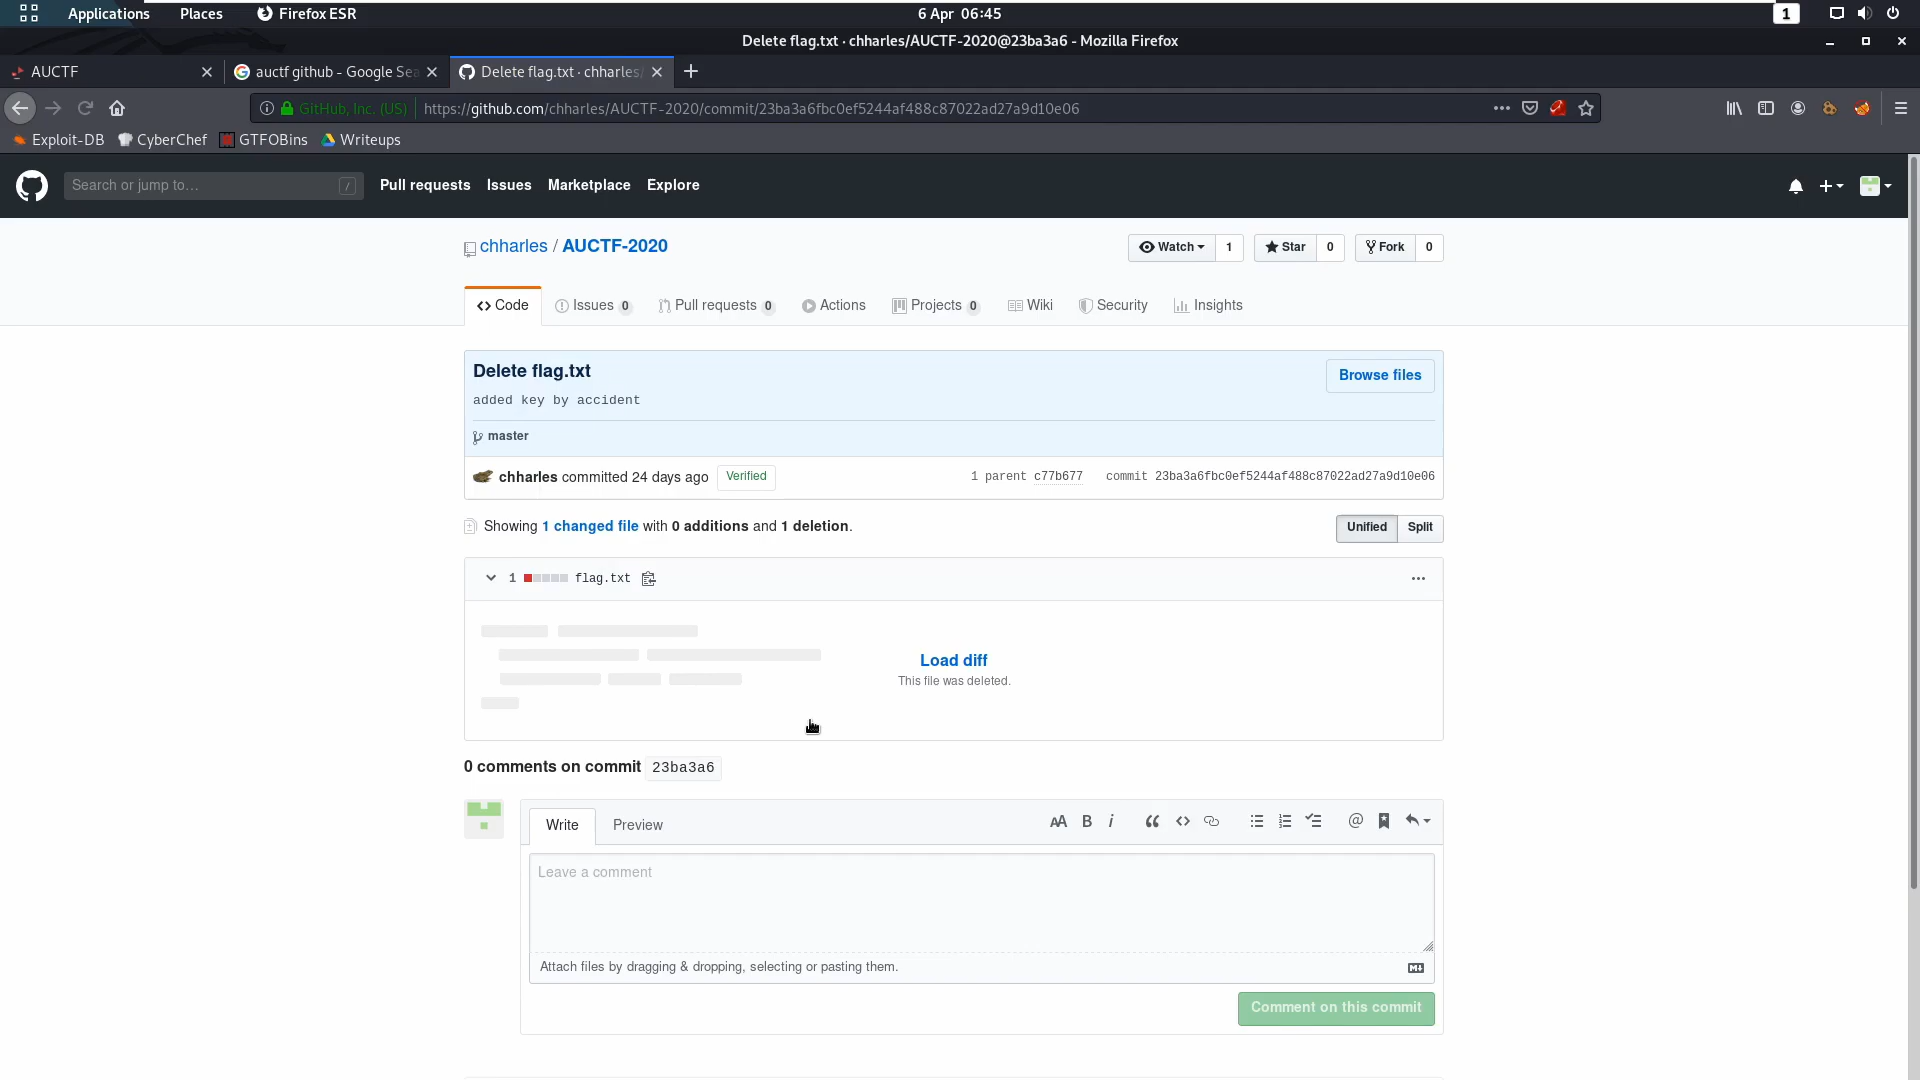 Applications Places Firefox ESR 6 Apr 06:45 1
Delete flag.txt · chharles/AUCTF-2020@23ba3a6 - Mozilla Firefox
AUCTF auctf github - Google Sea Delete flag.txt · chharles/
GitHub, Inc. (US) https://github.com/chharles/AUCTF-2020/commit/23ba3a6fbc0ef5244af488c87022ad27a9d10e06
Exploit-DB CyberChef GTFOBins Writeups
Search or jump to… / Pull requests Issues Marketplace Explore
chharles / AUCTF-2020 Watch 1 Star 0 Fork 0
Code Issues 0 Pull requests 0 Actions Projects 0 Wiki Security Insights
Delete flag.txt Browse files
added key by accident
master
chharles committed 24 days ago Verified 1 parent c77b677 commit 23ba3a6fbc0ef5244af488c87022ad27a9d10e06
Showing 1 changed file with 0 additions and 1 deletion. Unified Split
1 flag.txt
Load diff
This file was deleted.
0 comments on commit 23ba3a6
Write Preview AA B i
Leave a comment
Attach files by dragging & dropping, selecting or pasting them.
Comment on this commit